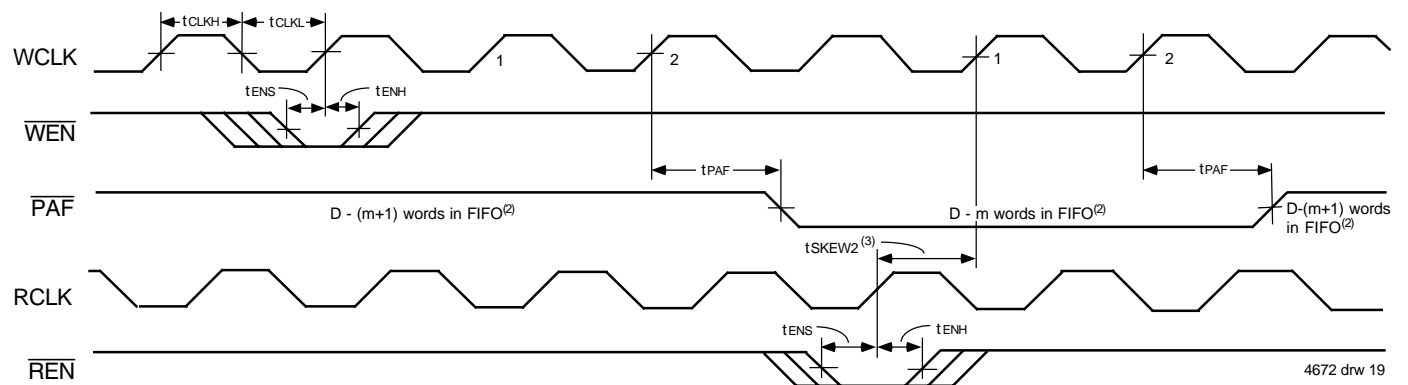 tCLKH tCLKL
WCLK 1 2 1 2
tENS tENH
WEN
tPAF tPAF
PAF D - (m+1) words in FIFO(2) D - m words in FIFO(2) D-(m+1) words
in FIFO(2)
tSKEW2 (3)
RCLK
tENS tENH
REN
4672 drw 19